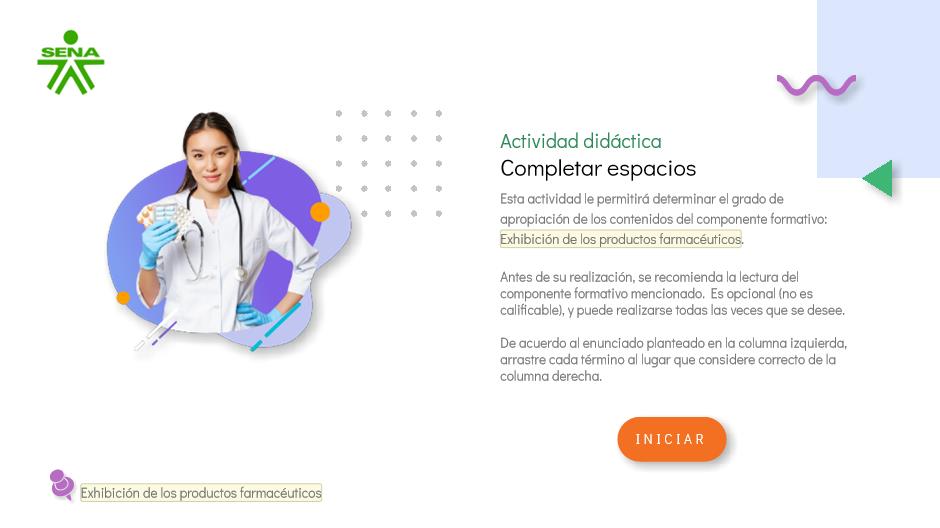 SENA
Actividad didáctica
Completar espacios
Esta actividad le permitirá determinar el grado de
apropiación de los contenidos del componente formativo:
Exhibición de los productos farmacéuticos.
Antes de su realización, se recomienda la lectura del
componente formativo mencionado. Es opcional (no es
calificable), y puede realizarse todas las veces que se desee.
De acuerdo al enunciado planteado en la columna izquierda,
arrastre cada término al lugar que considere correcto de la
columna derecha.
INICIAR
Exhibición de los productos farmacéuticos